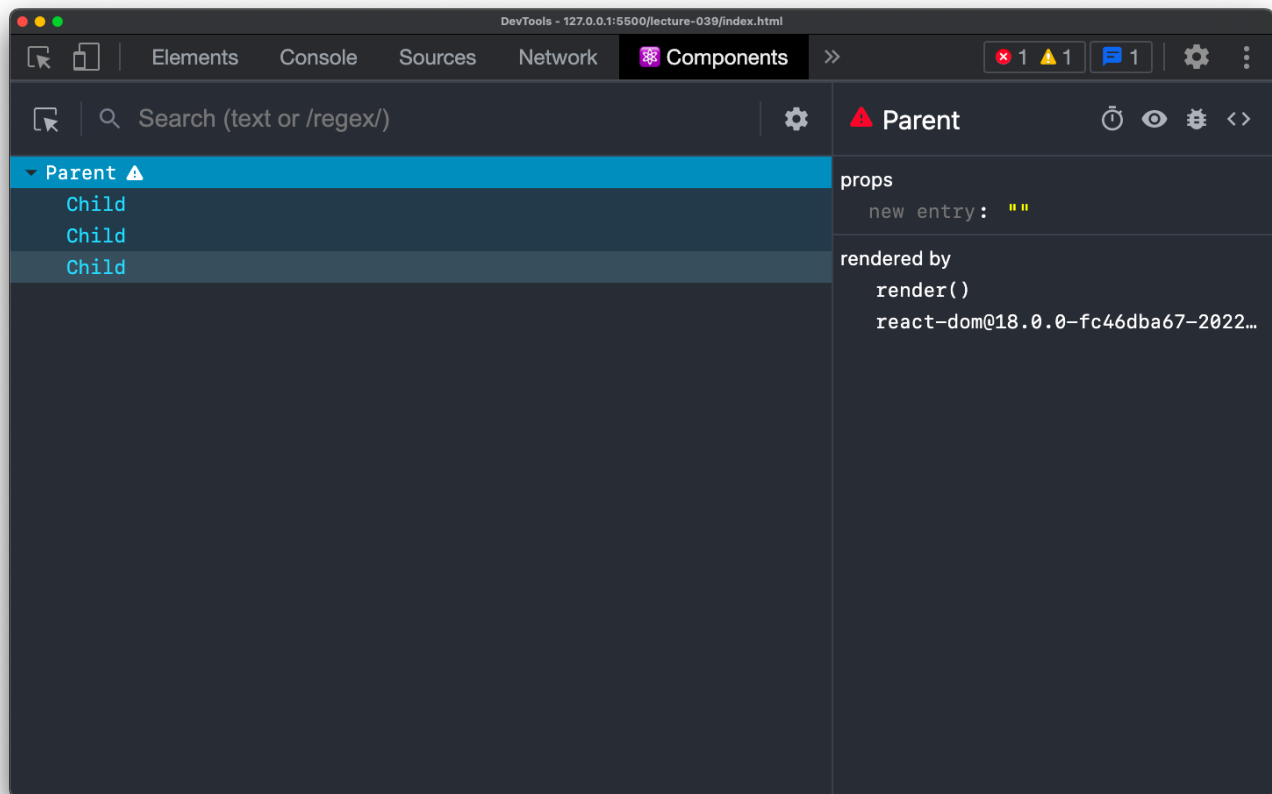 DevTools - 127.0.0.1:5500/lecture-039/index.html
Elements Console Sources Network Components » 1 1 1
Search (text or /regex/)
Parent
Child
Child
Child
Parent
props
new entry: ""
rendered by
render()
react-dom@18.0.0-fc46dba67-2022…